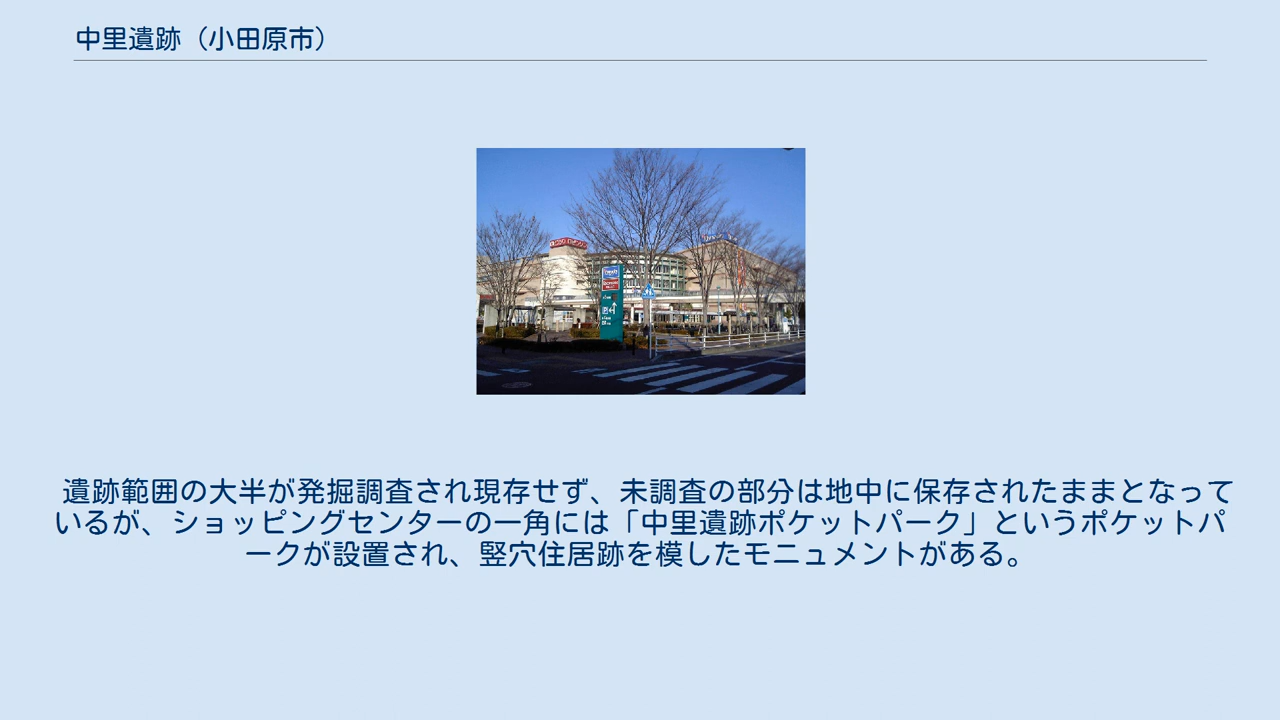 中里遺跡（小田原市）
遺跡範囲の大半が発掘調査され現存せず、未調査の部分は地中に保存されたままとなって
いるが、ショッピングセンターの一角には「中里遺跡ポケットパーク」というポケットパ
ークが設置され、竪穴住居跡を模したモニュメントがある。